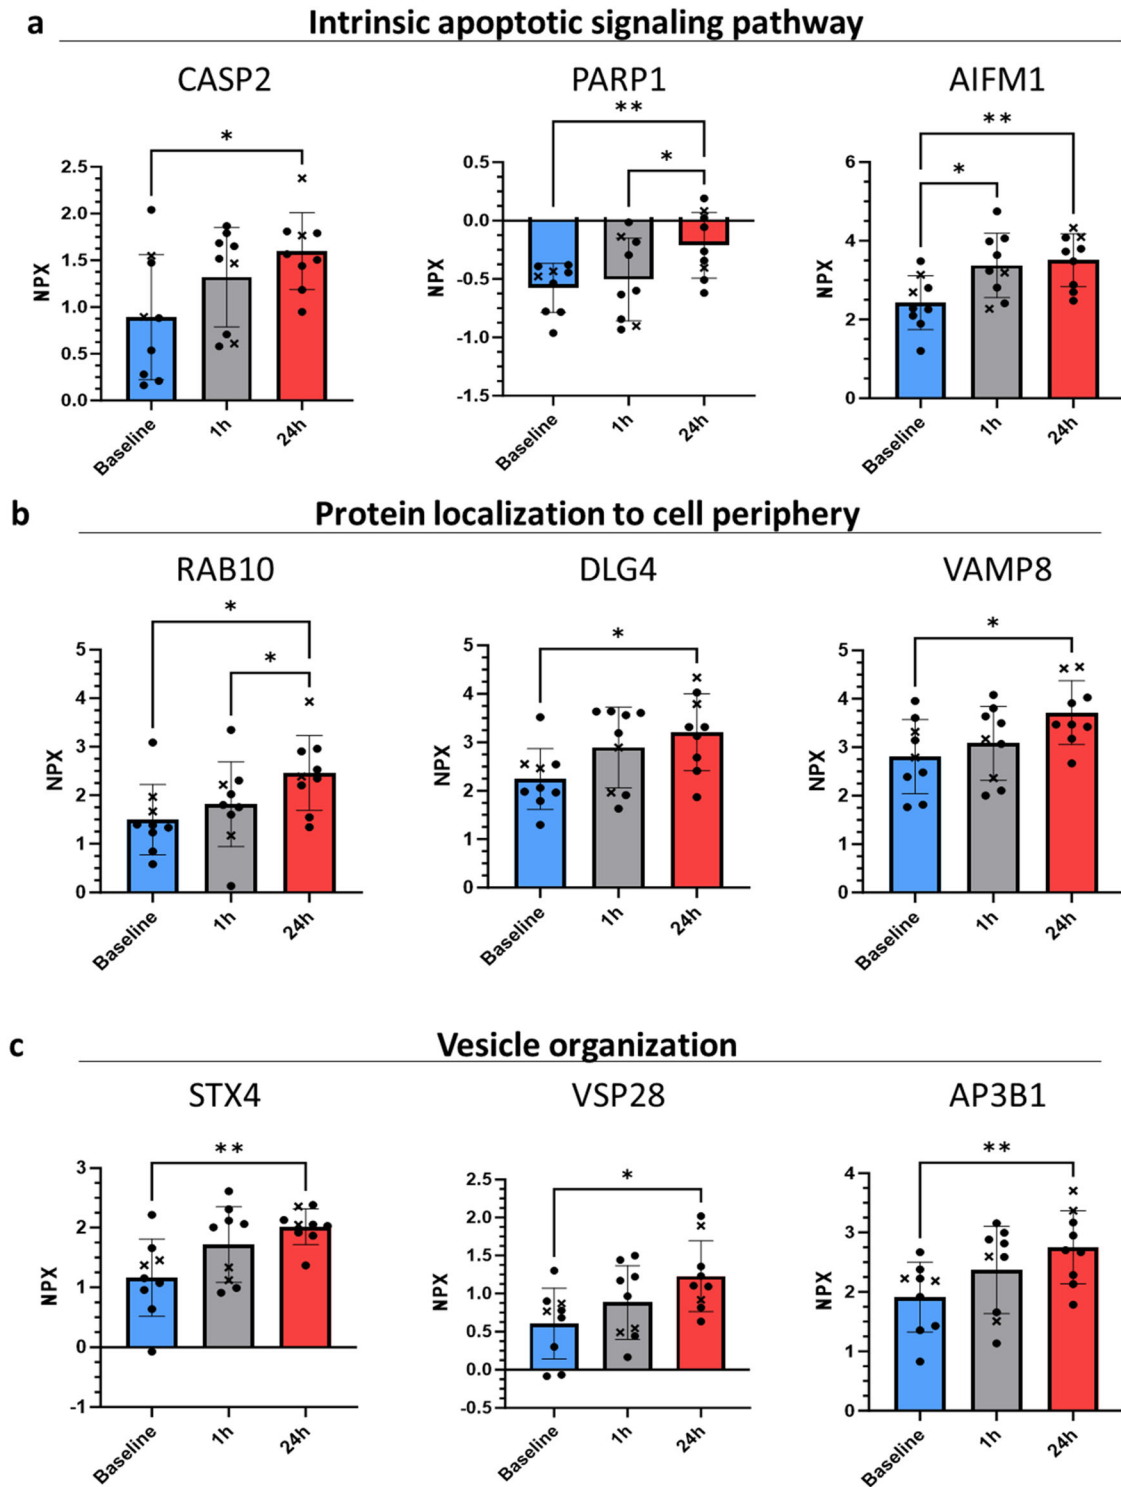 a Intrinsic apoptotic signaling pathway
CASP2 PARP1 AIFM1
* ** * ** *
NPX 2.5 2.0 1.5 1.0 0.5 0.0
Baseline 1h 24h
NPX 0.5 0.0 -0.5 -1.0 -1.5
Baseline 1h 24h
NPX 6 4 2 0
Baseline 1h 24h
b Protein localization to cell periphery
RAB10 DLG4 VAMP8
* * * *
NPX 5 4 3 2 1 0
Baseline 1h 24h
NPX 5 4 3 2 1 0
Baseline 1h 24h
NPX 5 4 3 2 1 0
Baseline 1h 24h
c Vesicle organization
STX4 VSP28 AP3B1
** * **
NPX 3 2 1 0 -1
Baseline 1h 24h
NPX 2.5 2.0 1.5 1.0 0.5 0.0 -0.5
Baseline 1h 24h
NPX 4 3 2 1 0
Baseline 1h 24h